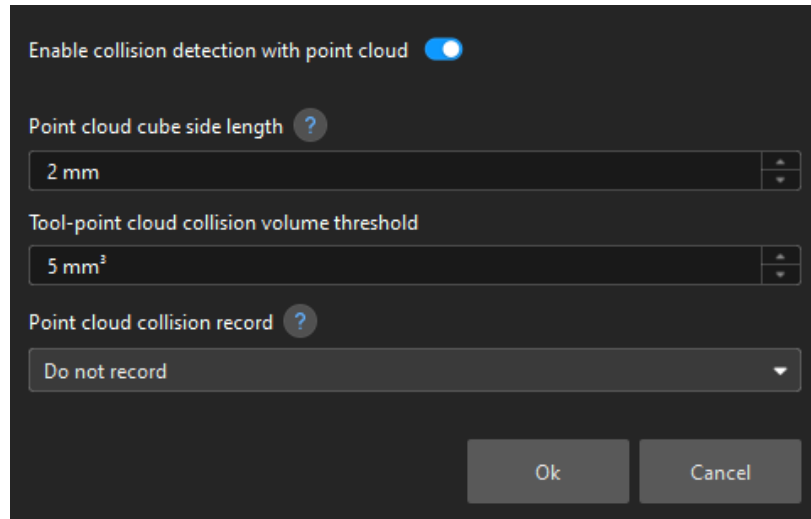 Enable collision detection with point cloud
Point cloud cube side length ?
2 mm
Tool-point cloud collision volume threshold
5 mm³
Point cloud collision record ?
Do not record
Ok Cancel